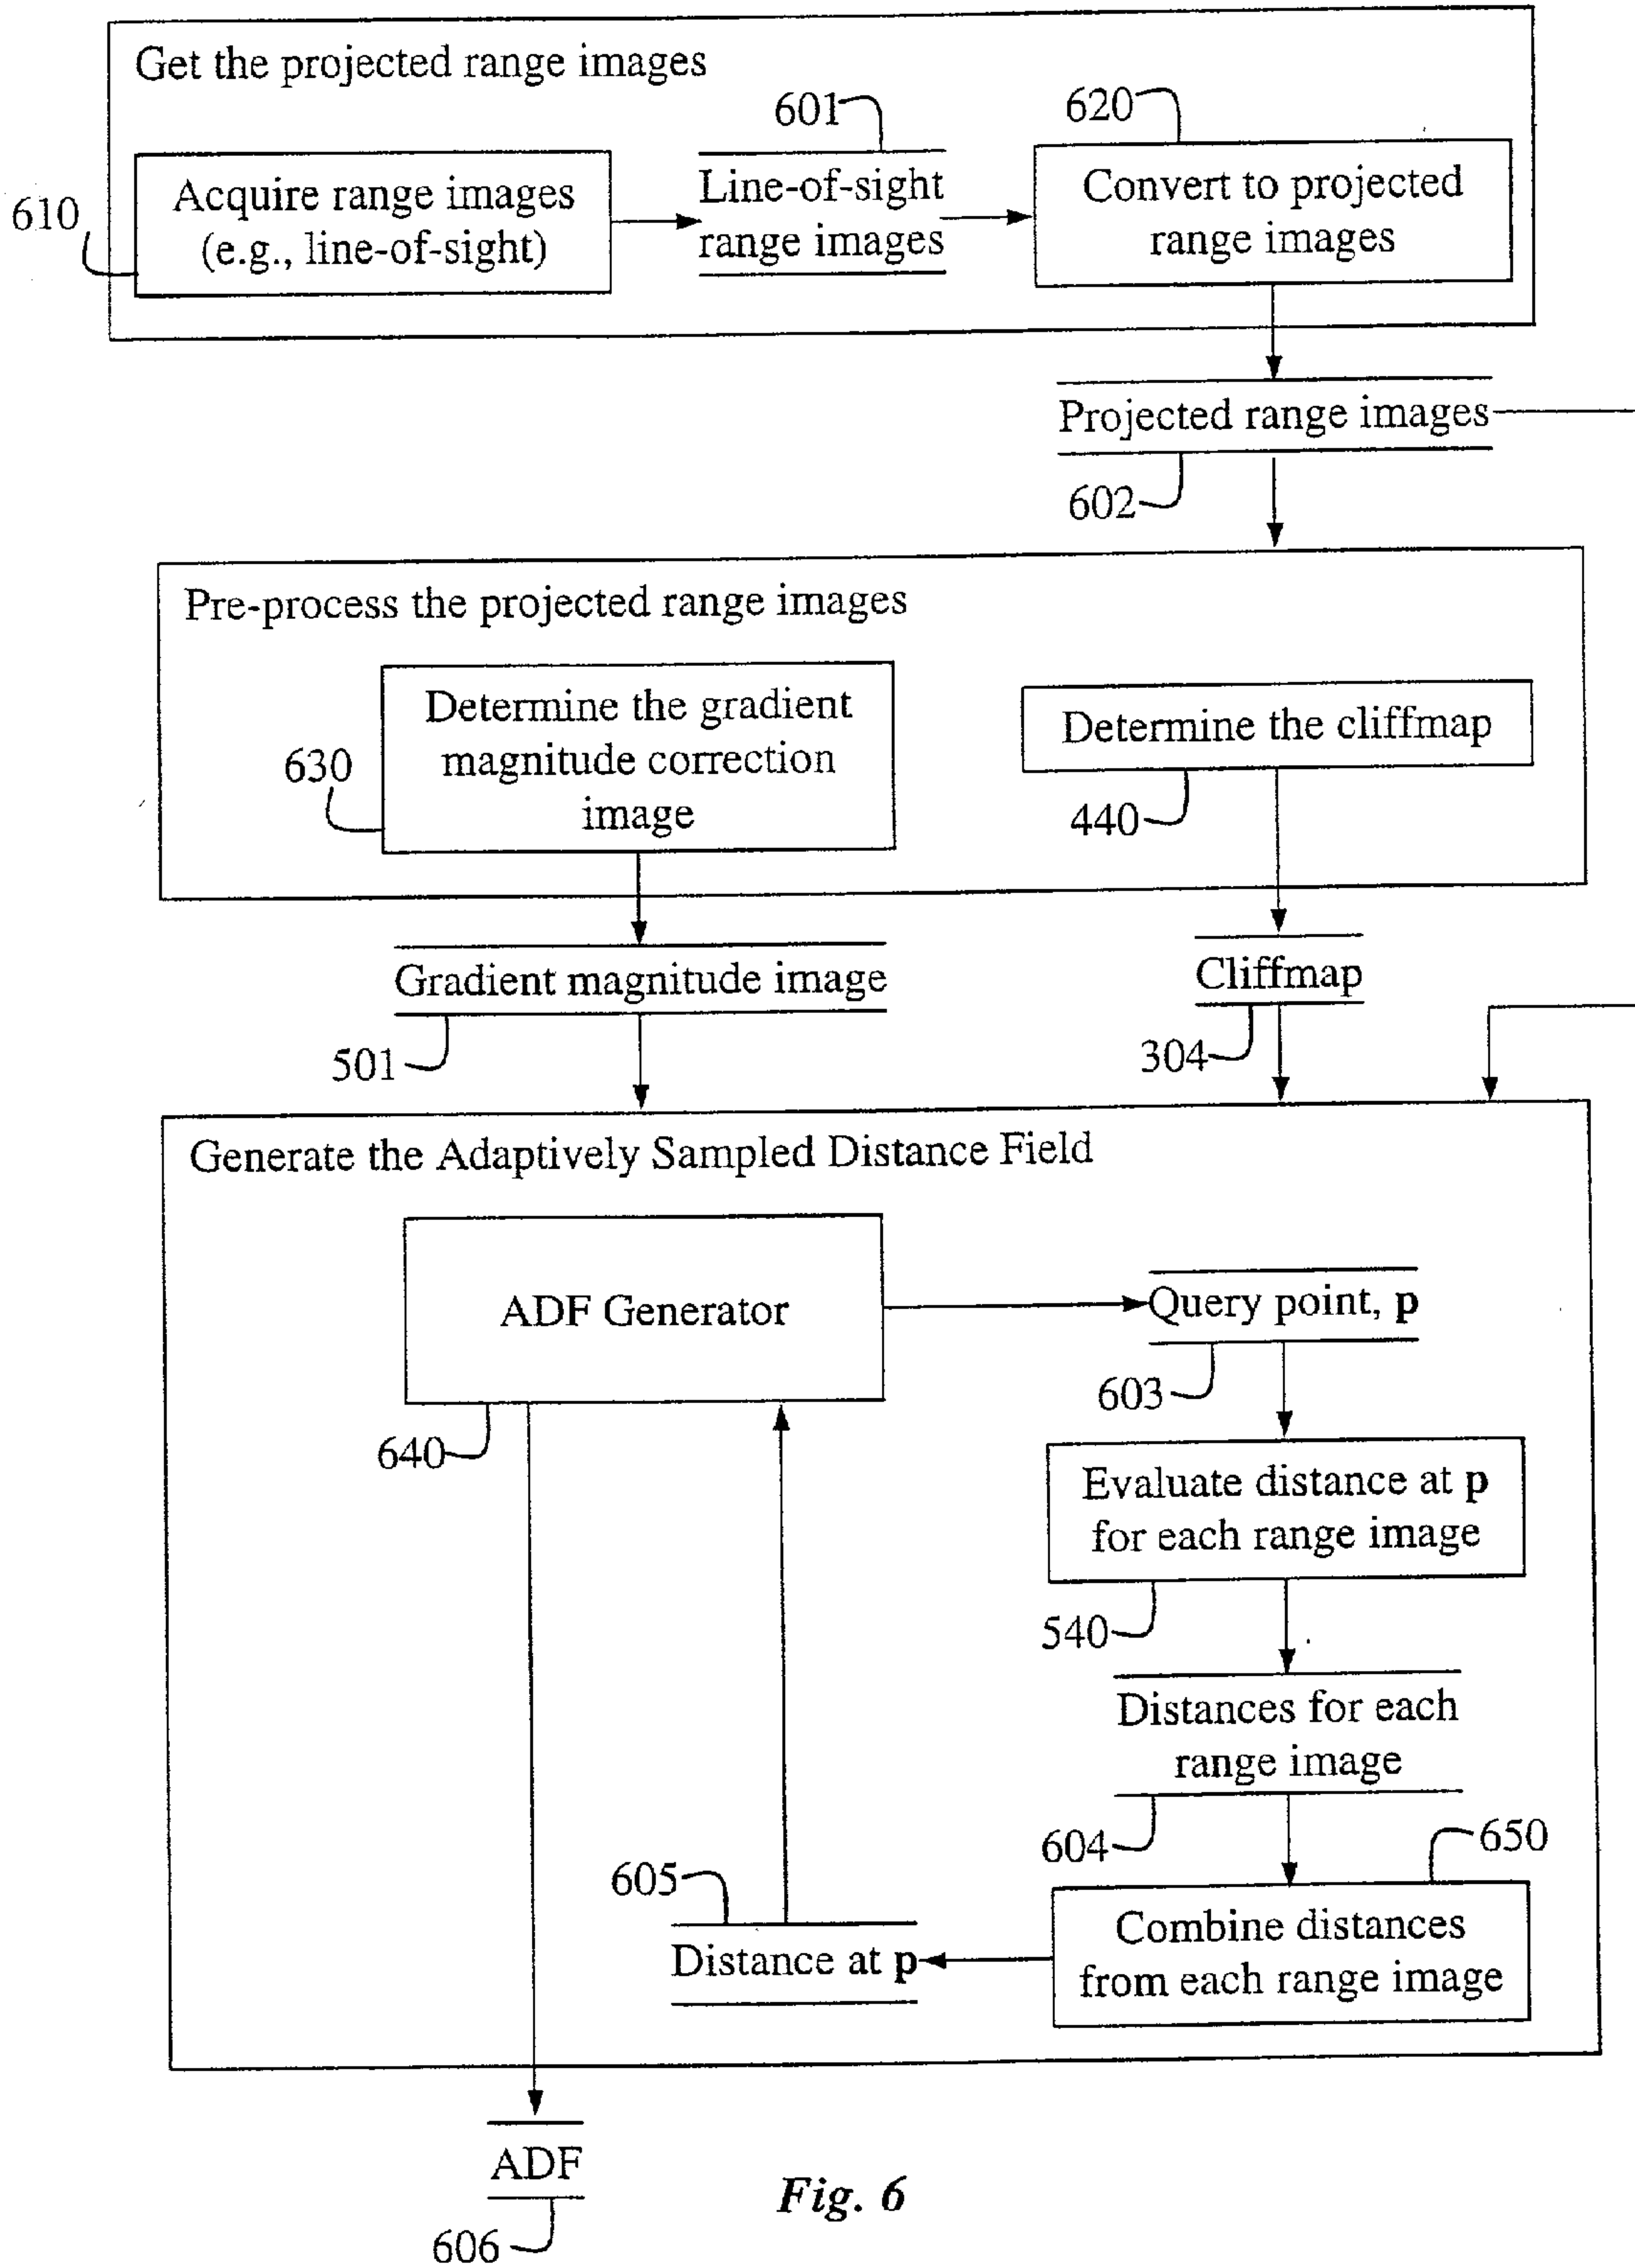 Get the projected range images
601
620
610
Acquire range images
(e.g., line-of-sight)
Line-of-sight
range images
Convert to projected
range images
Projected range images
602
Pre-process the projected range images
630
Determine the gradient
magnitude correction
image
Determine the cliffmap
440
Gradient magnitude image
Cliffmap
501
304
Generate the Adaptively Sampled Distance Field
ADF Generator
Query point, p
603
640
Evaluate distance at p
for each range image
540
Distances for each
range image
604
650
605
Distance at p
Combine distances
from each range image
ADF
606
Fig. 6